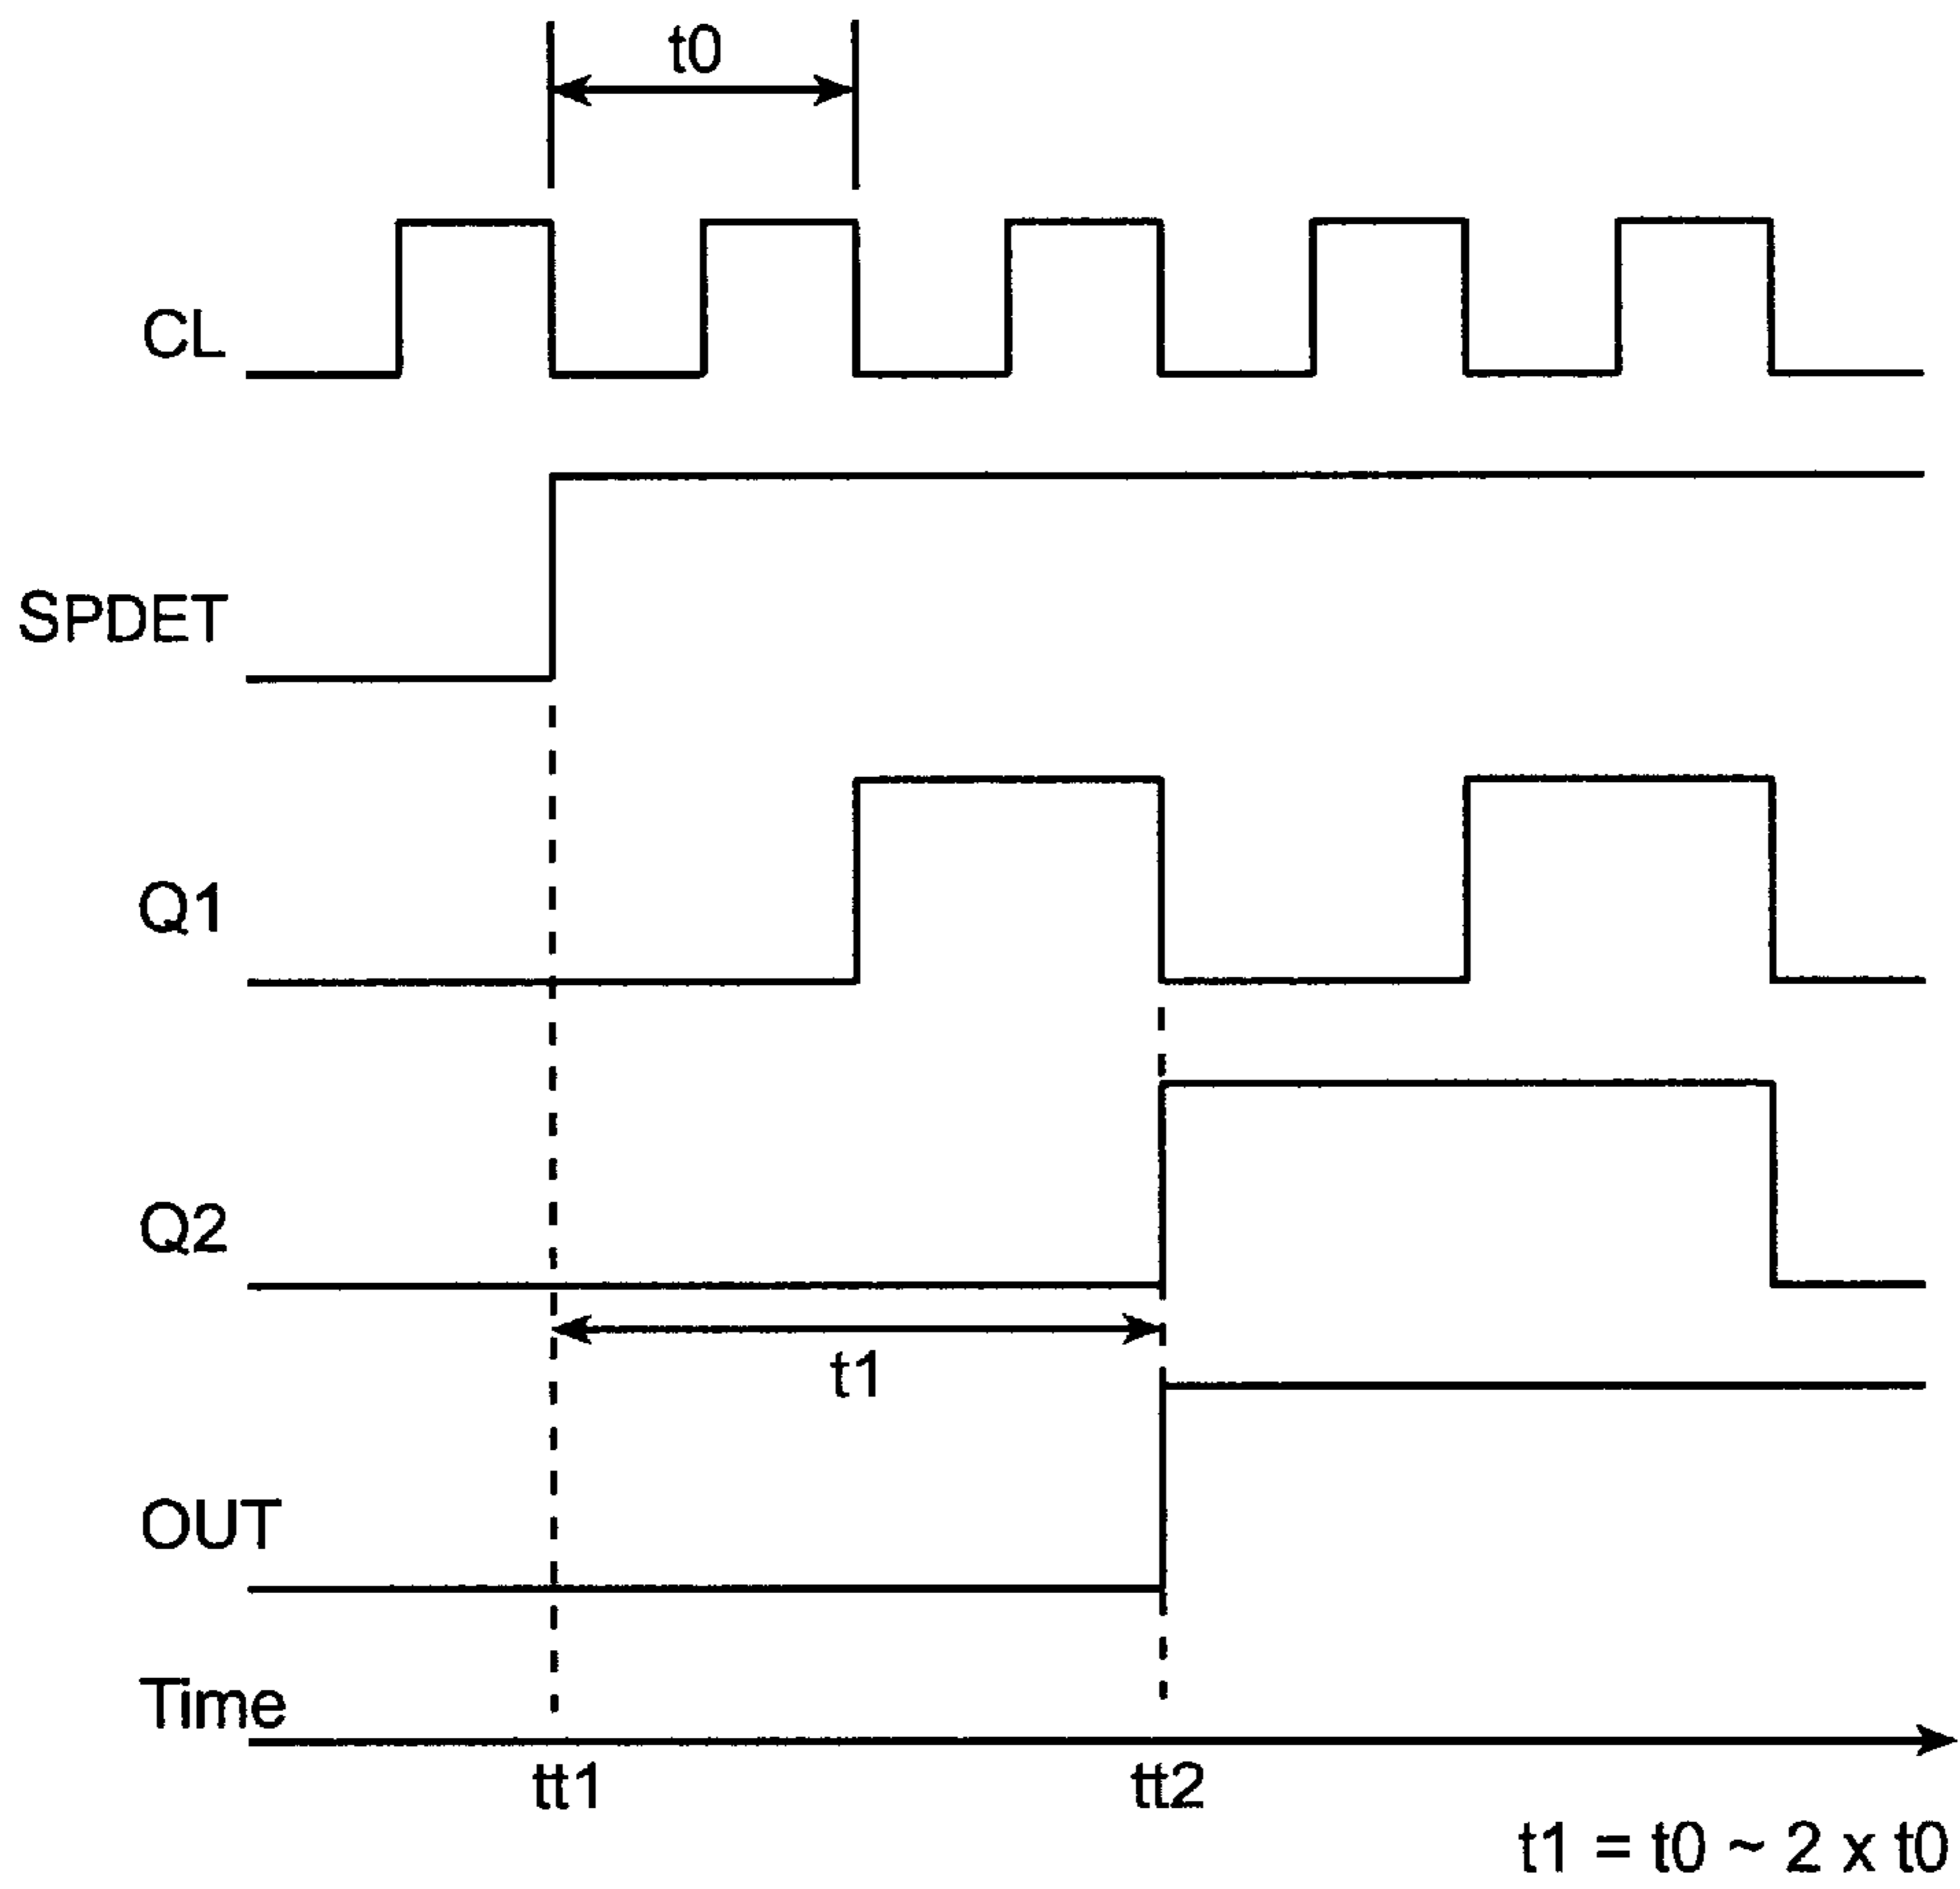 t0
CL
SPDET
Q1
Q2
t1
OUT
Time
tt1 tt2
t1 = t0 ~ 2 x t0